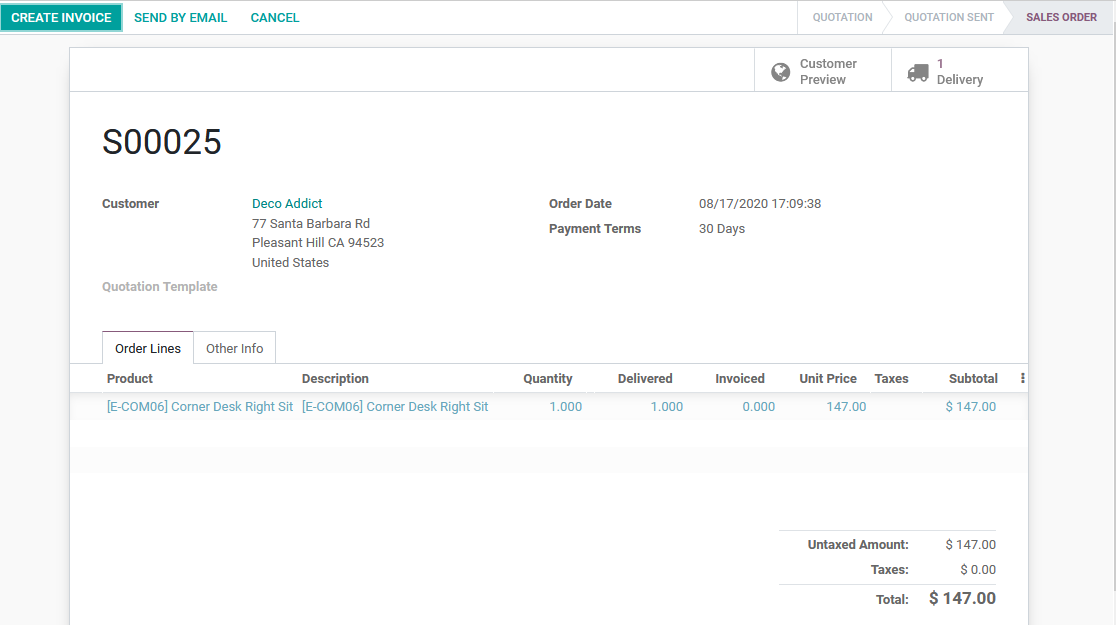 CREATE INVOICE SEND BY EMAIL CANCEL QUOTATION QUOTATION SENT SALES ORDER
Customer Preview
1 Delivery
S00025
Customer Deco Addict
77 Santa Barbara Rd
Pleasant Hill CA 94523
United States
Order Date 08/17/2020 17:09:38
Payment Terms 30 Days
Quotation Template
Order Lines Other Info
Product Description Quantity Delivered Invoiced Unit Price Taxes Subtotal
[E-COM06] Corner Desk Right Sit [E-COM06] Corner Desk Right Sit 1.000 1.000 0.000 147.00 $ 147.00
Untaxed Amount: $ 147.00
Taxes: $ 0.00
Total: $ 147.00